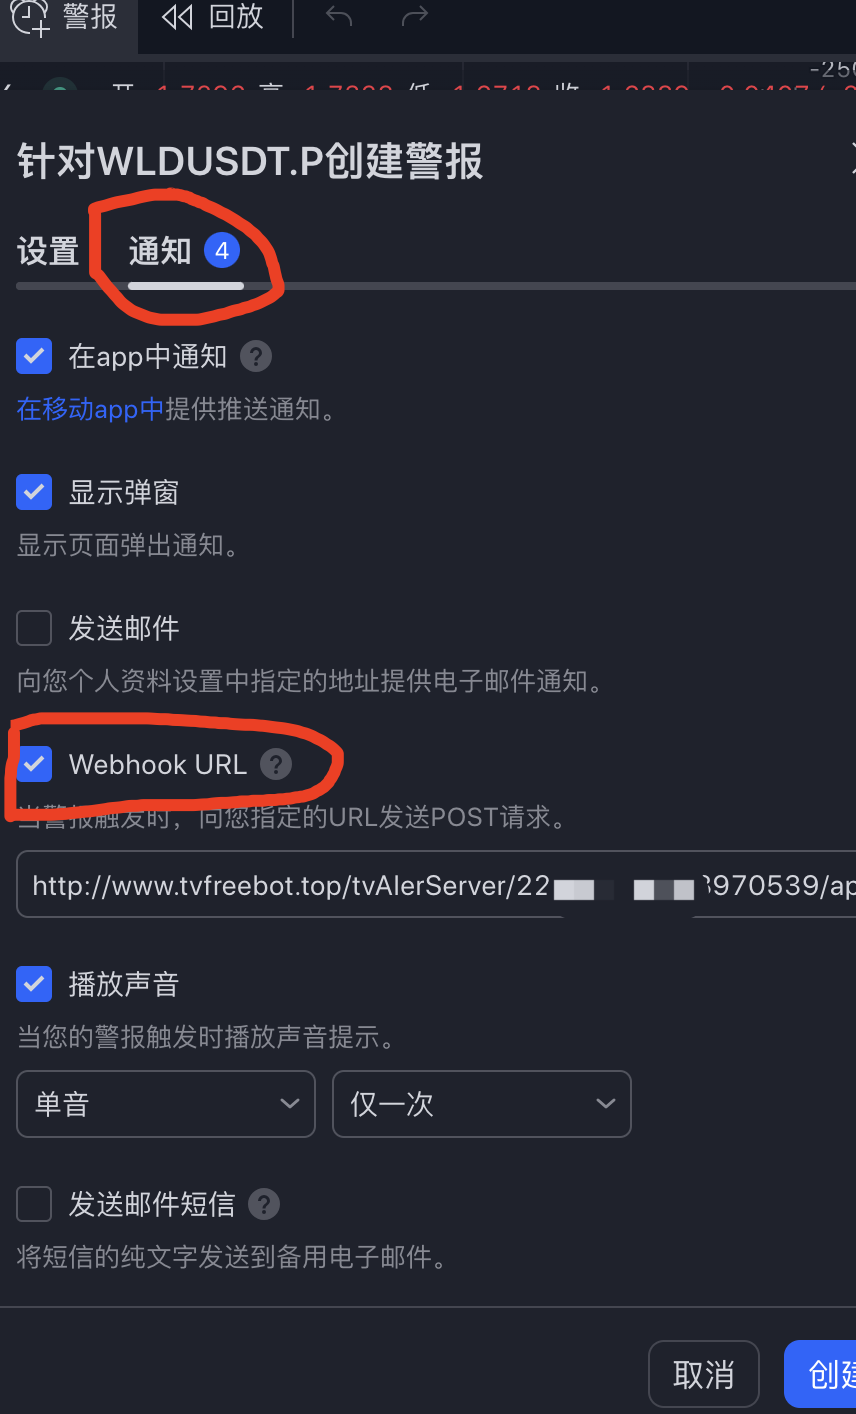 警报 回放
针对WLDUSDT.P创建警报
设置 通知 4
在app中通知 ?
在移动app中提供推送通知。
显示弹窗
显示页面弹出通知。
发送邮件
向您个人资料设置中指定的地址提供电子邮件通知。
Webhook URL ?
当警报触发时，向您指定的URL发送POST请求。
http://www.tvfreebot.top/tvAlerServer/22 970539/ap
播放声音
当您的警报触发时播放声音提示。
单音 仅一次
发送邮件短信 ?
将短信的纯文字发送到备用电子邮件。
取消 创建